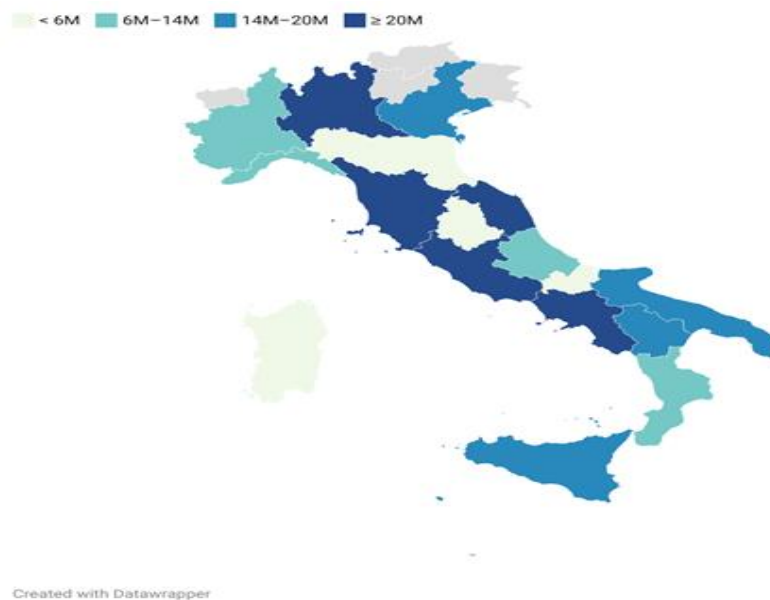 < 6M 6M–14M 14M–20M ≥ 20M
Created with Datawrapper